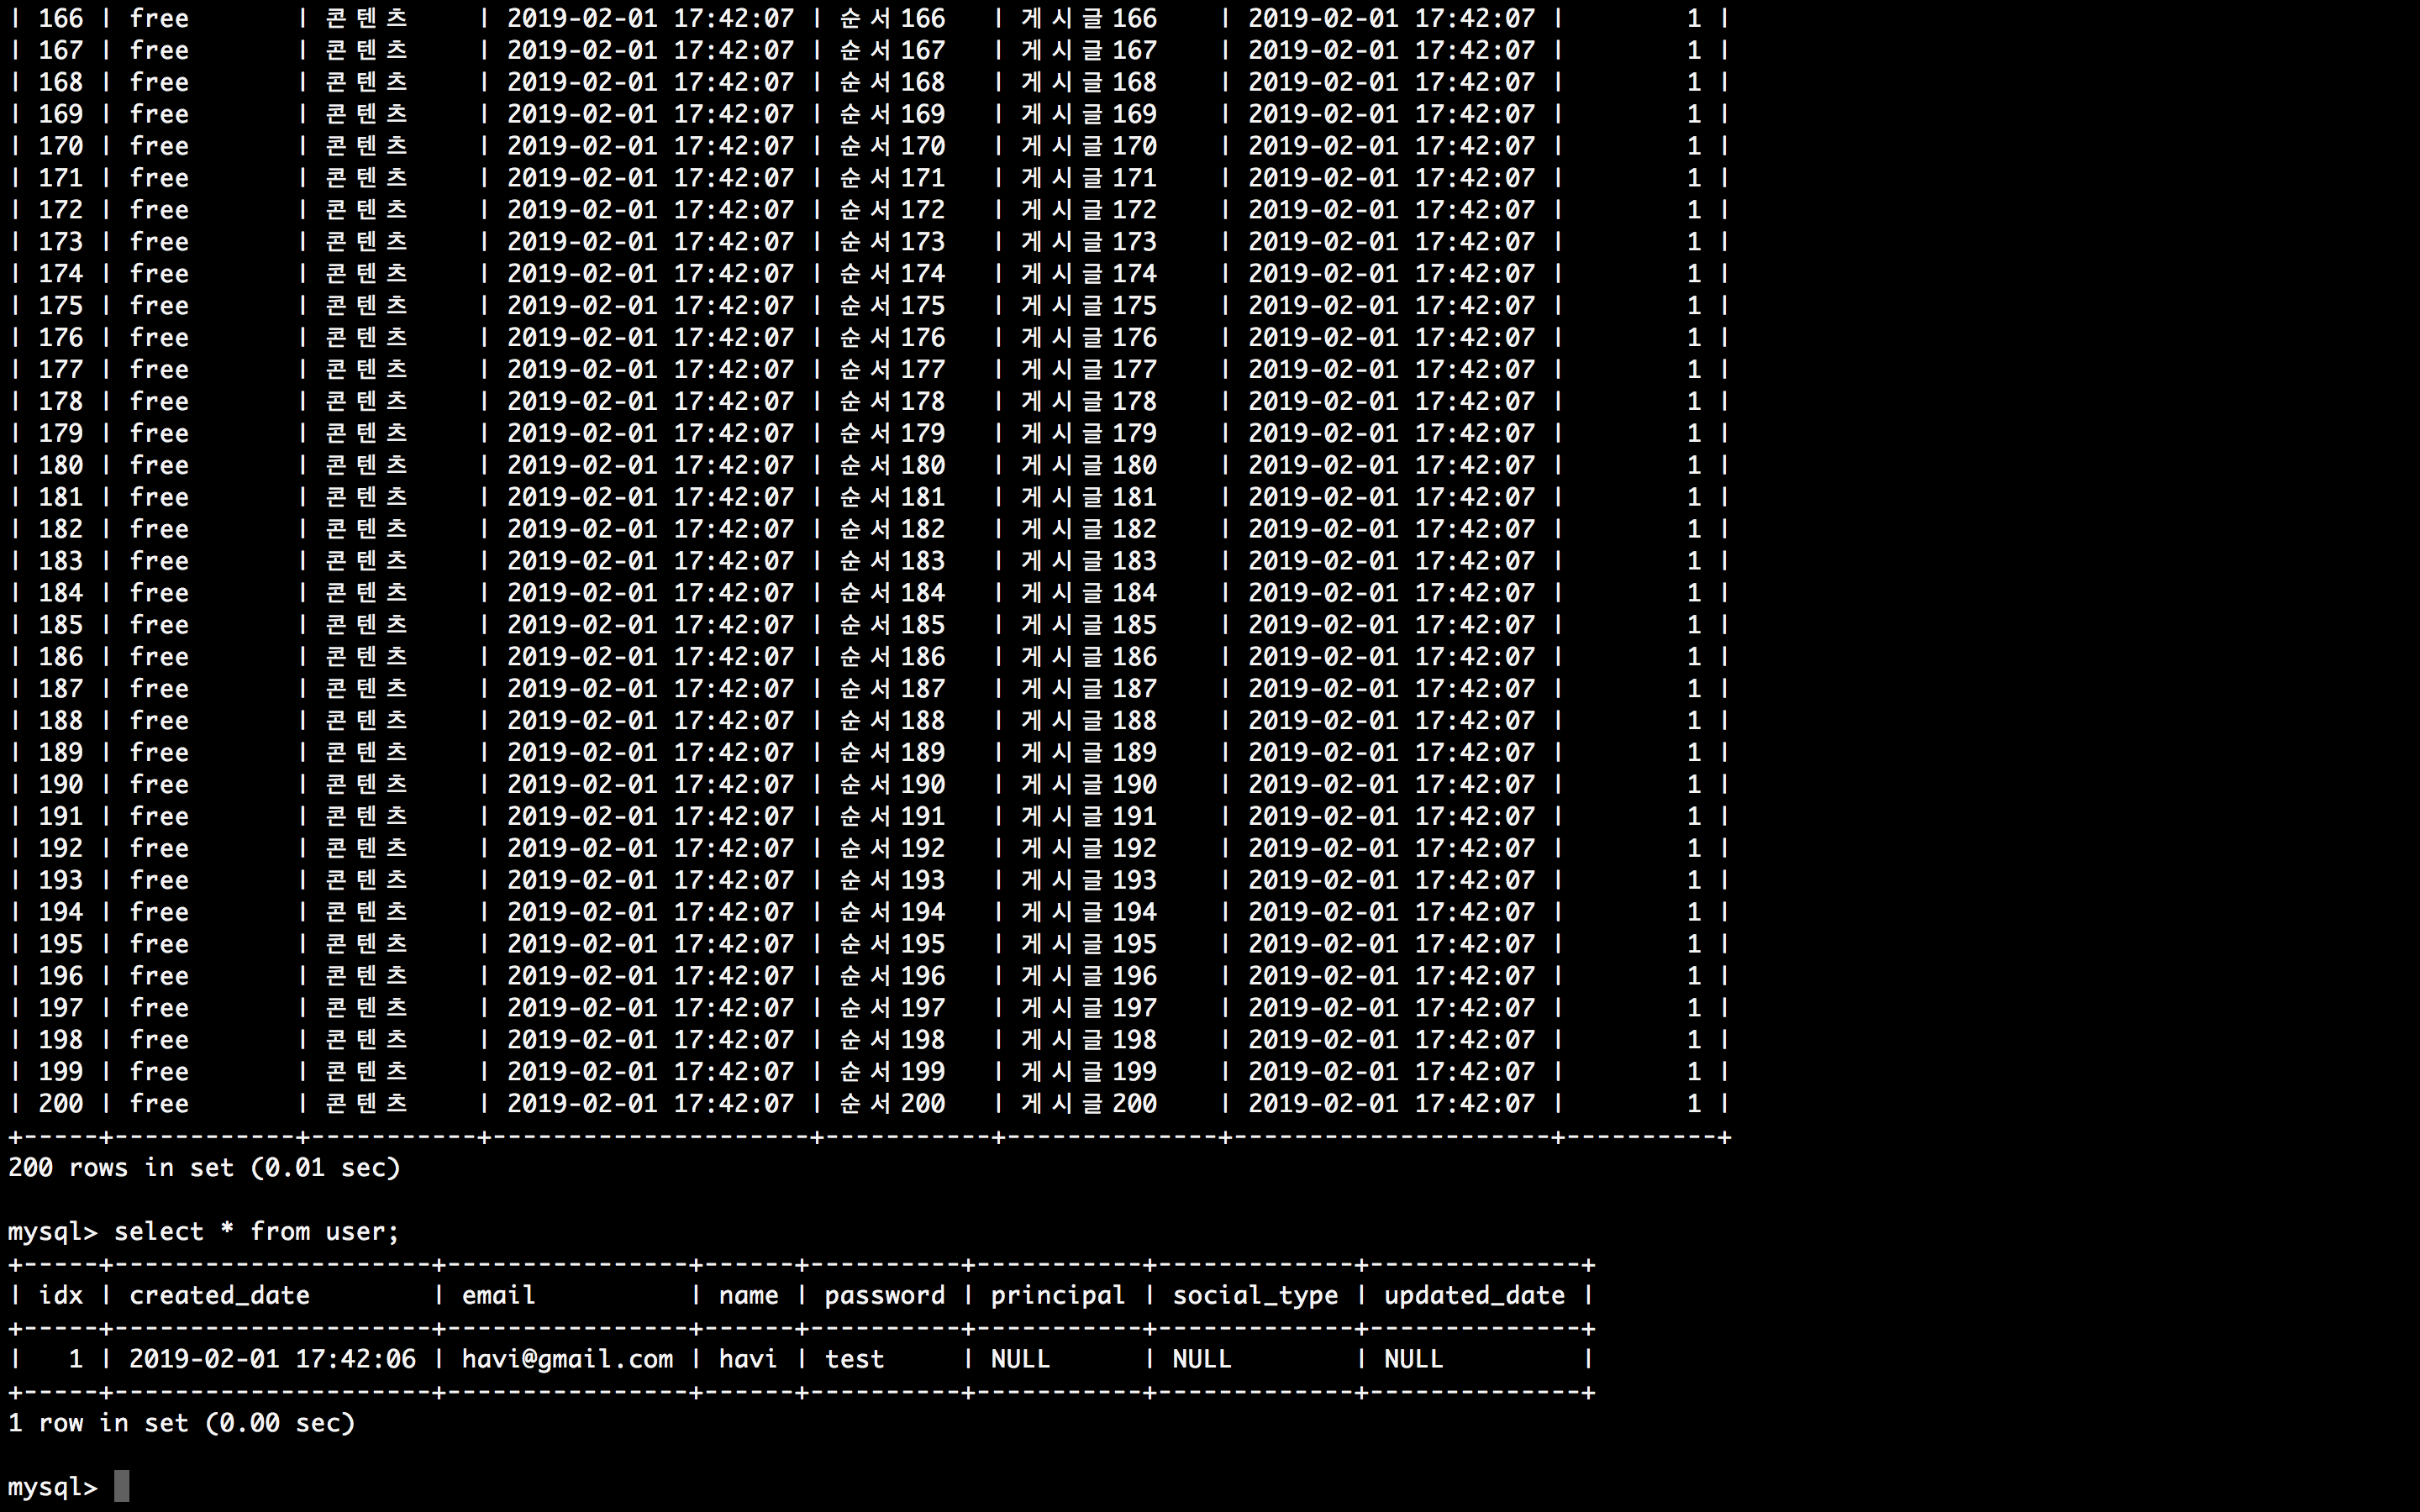 | 166 | free       | 콘텐츠     | 2019-02-01 17:42:07 | 순서166   | 게시글166    | 2019-02-01 17:42:07 |        1 |
| 167 | free       | 콘텐츠     | 2019-02-01 17:42:07 | 순서167   | 게시글167    | 2019-02-01 17:42:07 |        1 |
| 168 | free       | 콘텐츠     | 2019-02-01 17:42:07 | 순서168   | 게시글168    | 2019-02-01 17:42:07 |        1 |
| 169 | free       | 콘텐츠     | 2019-02-01 17:42:07 | 순서169   | 게시글169    | 2019-02-01 17:42:07 |        1 |
| 170 | free       | 콘텐츠     | 2019-02-01 17:42:07 | 순서170   | 게시글170    | 2019-02-01 17:42:07 |        1 |
| 171 | free       | 콘텐츠     | 2019-02-01 17:42:07 | 순서171   | 게시글171    | 2019-02-01 17:42:07 |        1 |
| 172 | free       | 콘텐츠     | 2019-02-01 17:42:07 | 순서172   | 게시글172    | 2019-02-01 17:42:07 |        1 |
| 173 | free       | 콘텐츠     | 2019-02-01 17:42:07 | 순서173   | 게시글173    | 2019-02-01 17:42:07 |        1 |
| 174 | free       | 콘텐츠     | 2019-02-01 17:42:07 | 순서174   | 게시글174    | 2019-02-01 17:42:07 |        1 |
| 175 | free       | 콘텐츠     | 2019-02-01 17:42:07 | 순서175   | 게시글175    | 2019-02-01 17:42:07 |        1 |
| 176 | free       | 콘텐츠     | 2019-02-01 17:42:07 | 순서176   | 게시글176    | 2019-02-01 17:42:07 |        1 |
| 177 | free       | 콘텐츠     | 2019-02-01 17:42:07 | 순서177   | 게시글177    | 2019-02-01 17:42:07 |        1 |
| 178 | free       | 콘텐츠     | 2019-02-01 17:42:07 | 순서178   | 게시글178    | 2019-02-01 17:42:07 |        1 |
| 179 | free       | 콘텐츠     | 2019-02-01 17:42:07 | 순서179   | 게시글179    | 2019-02-01 17:42:07 |        1 |
| 180 | free       | 콘텐츠     | 2019-02-01 17:42:07 | 순서180   | 게시글180    | 2019-02-01 17:42:07 |        1 |
| 181 | free       | 콘텐츠     | 2019-02-01 17:42:07 | 순서181   | 게시글181    | 2019-02-01 17:42:07 |        1 |
| 182 | free       | 콘텐츠     | 2019-02-01 17:42:07 | 순서182   | 게시글182    | 2019-02-01 17:42:07 |        1 |
| 183 | free       | 콘텐츠     | 2019-02-01 17:42:07 | 순서183   | 게시글183    | 2019-02-01 17:42:07 |        1 |
| 184 | free       | 콘텐츠     | 2019-02-01 17:42:07 | 순서184   | 게시글184    | 2019-02-01 17:42:07 |        1 |
| 185 | free       | 콘텐츠     | 2019-02-01 17:42:07 | 순서185   | 게시글185    | 2019-02-01 17:42:07 |        1 |
| 186 | free       | 콘텐츠     | 2019-02-01 17:42:07 | 순서186   | 게시글186    | 2019-02-01 17:42:07 |        1 |
| 187 | free       | 콘텐츠     | 2019-02-01 17:42:07 | 순서187   | 게시글187    | 2019-02-01 17:42:07 |        1 |
| 188 | free       | 콘텐츠     | 2019-02-01 17:42:07 | 순서188   | 게시글188    | 2019-02-01 17:42:07 |        1 |
| 189 | free       | 콘텐츠     | 2019-02-01 17:42:07 | 순서189   | 게시글189    | 2019-02-01 17:42:07 |        1 |
| 190 | free       | 콘텐츠     | 2019-02-01 17:42:07 | 순서190   | 게시글190    | 2019-02-01 17:42:07 |        1 |
| 191 | free       | 콘텐츠     | 2019-02-01 17:42:07 | 순서191   | 게시글191    | 2019-02-01 17:42:07 |        1 |
| 192 | free       | 콘텐츠     | 2019-02-01 17:42:07 | 순서192   | 게시글192    | 2019-02-01 17:42:07 |        1 |
| 193 | free       | 콘텐츠     | 2019-02-01 17:42:07 | 순서193   | 게시글193    | 2019-02-01 17:42:07 |        1 |
| 194 | free       | 콘텐츠     | 2019-02-01 17:42:07 | 순서194   | 게시글194    | 2019-02-01 17:42:07 |        1 |
| 195 | free       | 콘텐츠     | 2019-02-01 17:42:07 | 순서195   | 게시글195    | 2019-02-01 17:42:07 |        1 |
| 196 | free       | 콘텐츠     | 2019-02-01 17:42:07 | 순서196   | 게시글196    | 2019-02-01 17:42:07 |        1 |
| 197 | free       | 콘텐츠     | 2019-02-01 17:42:07 | 순서197   | 게시글197    | 2019-02-01 17:42:07 |        1 |
| 198 | free       | 콘텐츠     | 2019-02-01 17:42:07 | 순서198   | 게시글198    | 2019-02-01 17:42:07 |        1 |
| 199 | free       | 콘텐츠     | 2019-02-01 17:42:07 | 순서199   | 게시글199    | 2019-02-01 17:42:07 |        1 |
| 200 | free       | 콘텐츠     | 2019-02-01 17:42:07 | 순서200   | 게시글200    | 2019-02-01 17:42:07 |        1 |
+-----+------------+-----------+---------------------+-----------+--------------+---------------------+----------+
200 rows in set (0.01 sec)

mysql> select * from user;
+-----+---------------------+----------------+------+----------+-----------+-------------+--------------+
| idx | created_date        | email          | name | password | principal | social_type | updated_date |
+-----+---------------------+----------------+------+----------+-----------+-------------+--------------+
|   1 | 2019-02-01 17:42:06 | havi@gmail.com | havi | test     | NULL      | NULL        | NULL         |
+-----+---------------------+----------------+------+----------+-----------+-------------+--------------+
1 row in set (0.00 sec)

mysql>